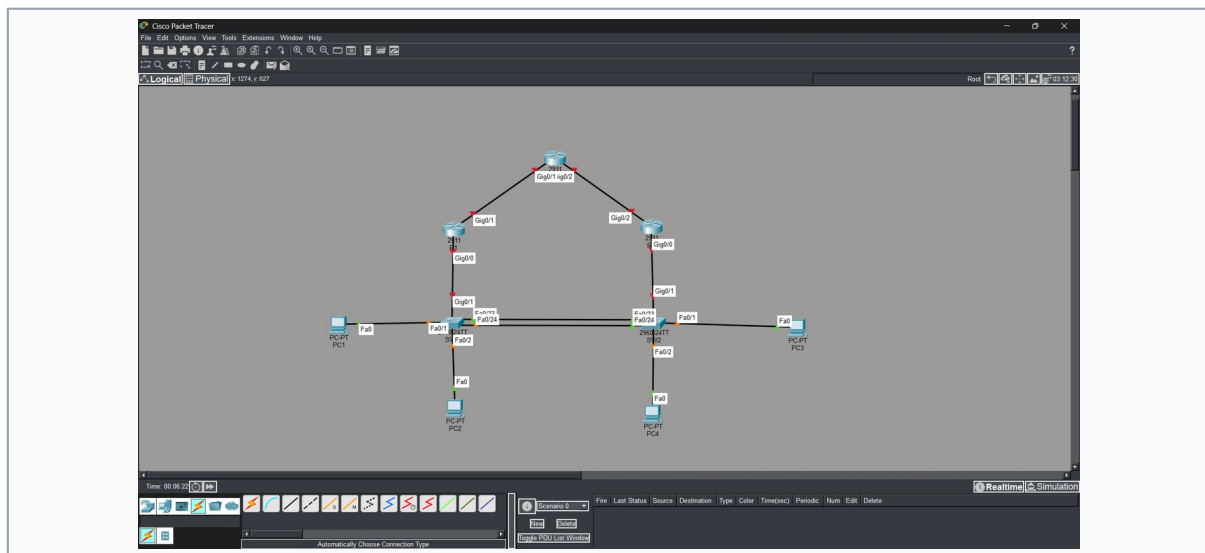 Cisco Packet Tracer
File Edit Options View Tools Extensions Window Help
?
Logical Physical x: 1274, y: 627
Root 03:12:30
2911
Gig0/1 Gig0/2
Gig0/1
Gig0/2
2911
Gig0/0
Gig0/0
Gig0/1
Gig0/1
Fa0/24
Fa0/24
Fa0
Fa0/1
Fa0/1
Fa0
PC-PT
PC1
2960-24TT
SW2
PC-PT
PC3
Fa0/2
Fa0/2
Fa0
Fa0
PC-PT
PC2
PC-PT
PC4
Time: 00:06:22
Realtime Simulation
Scenario 0
Fire Last Status Source Destination Type Color Time(sec) Periodic Num Edit Delete
New Delete
Toggle PDU List Window
Automatically Choose Connection Type